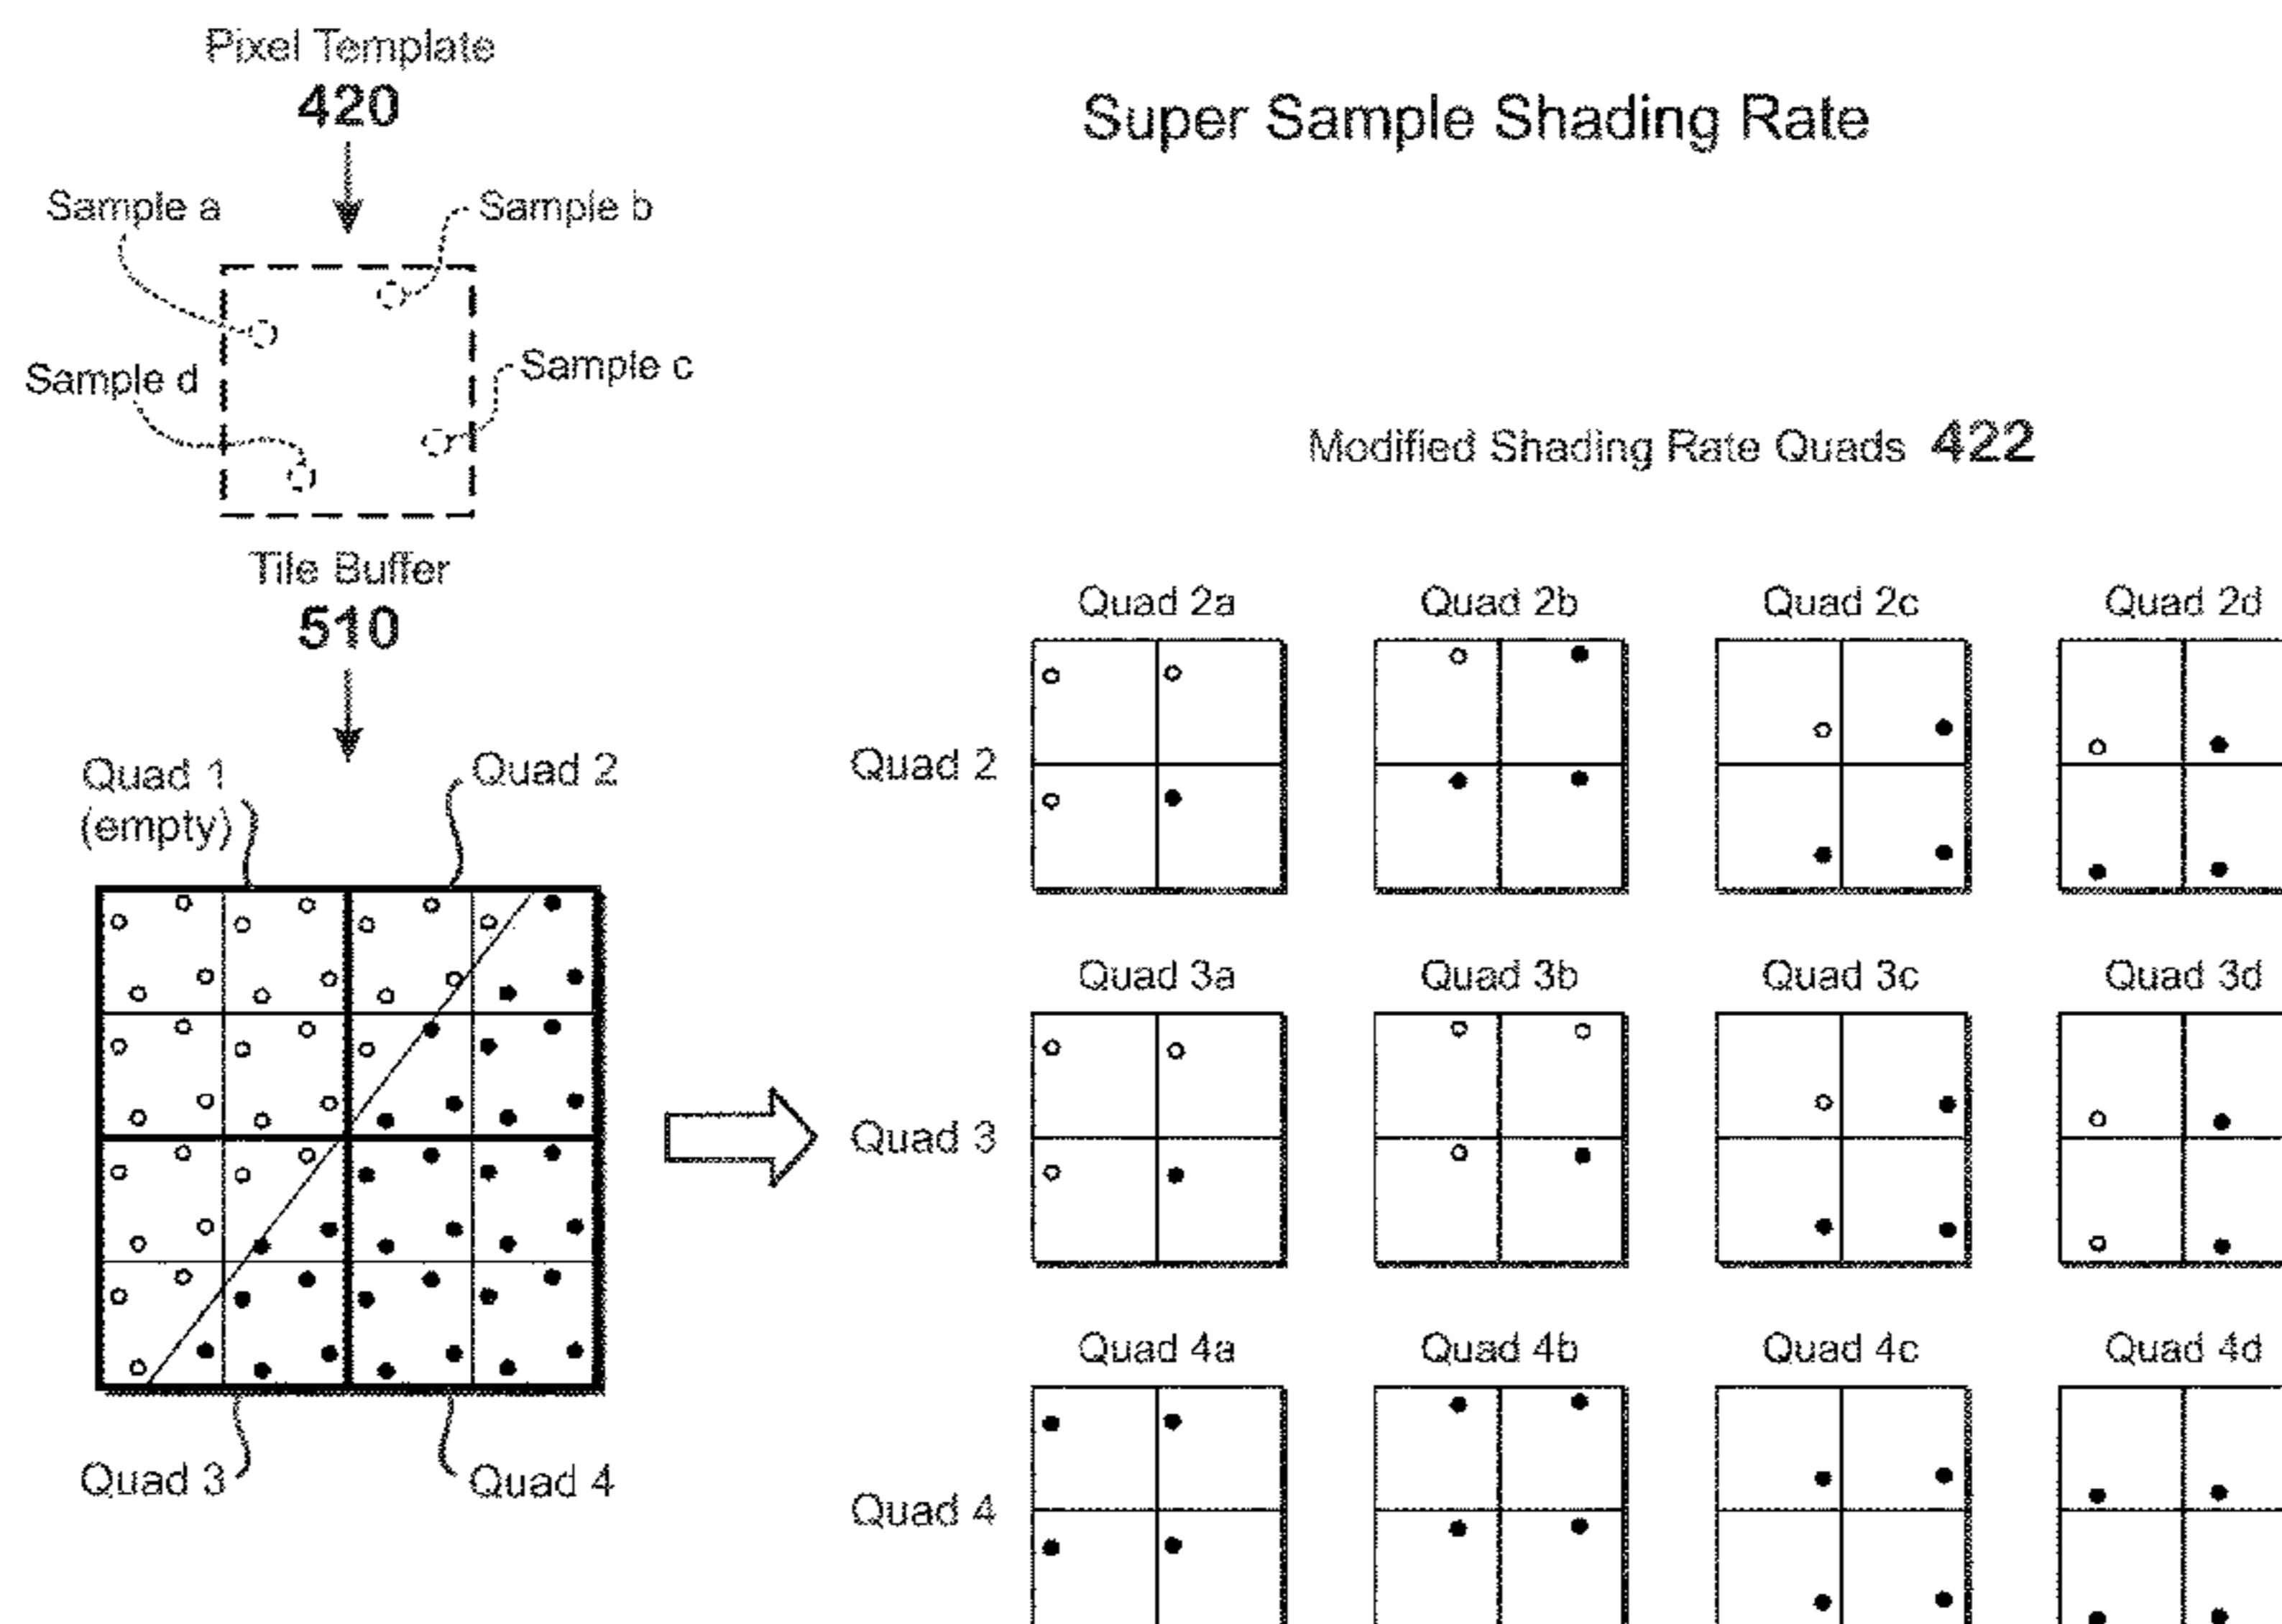 Pixel Template
420
Super Sample Shading Rate
Sample a
Sample b
Sample d
Sample c
Modified Shading Rate Quads 422
Tile Buffer
510
Quad 1
(empty)
Quad 2
Quad 3
Quad 4
Quad 2a
Quad 2b
Quad 2c
Quad 2d
Quad 2
Quad 3a
Quad 3b
Quad 3c
Quad 3d
Quad 3
Quad 4a
Quad 4b
Quad 4c
Quad 4d
Quad 4